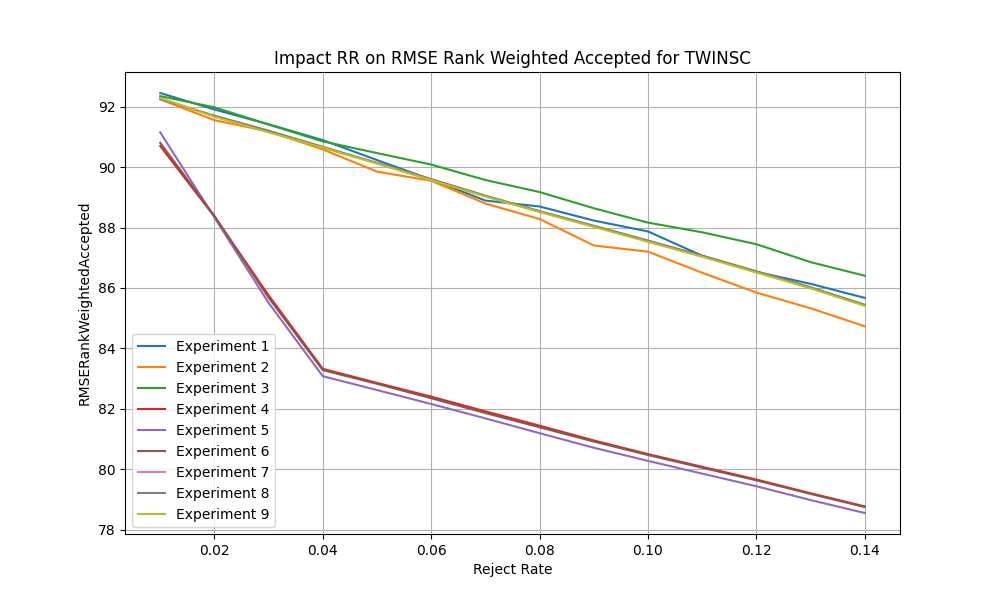 Impact RR on RMSE Rank Weighted Accepted for TWINSC
RMSERankWeightedAccepted
92
90
88
86
84
82
80
78
Experiment 1
Experiment 2
Experiment 3
Experiment 4
Experiment 5
Experiment 6
Experiment 7
Experiment 8
Experiment 9
0.02 0.04 0.06 0.08 0.10 0.12 0.14
Reject Rate